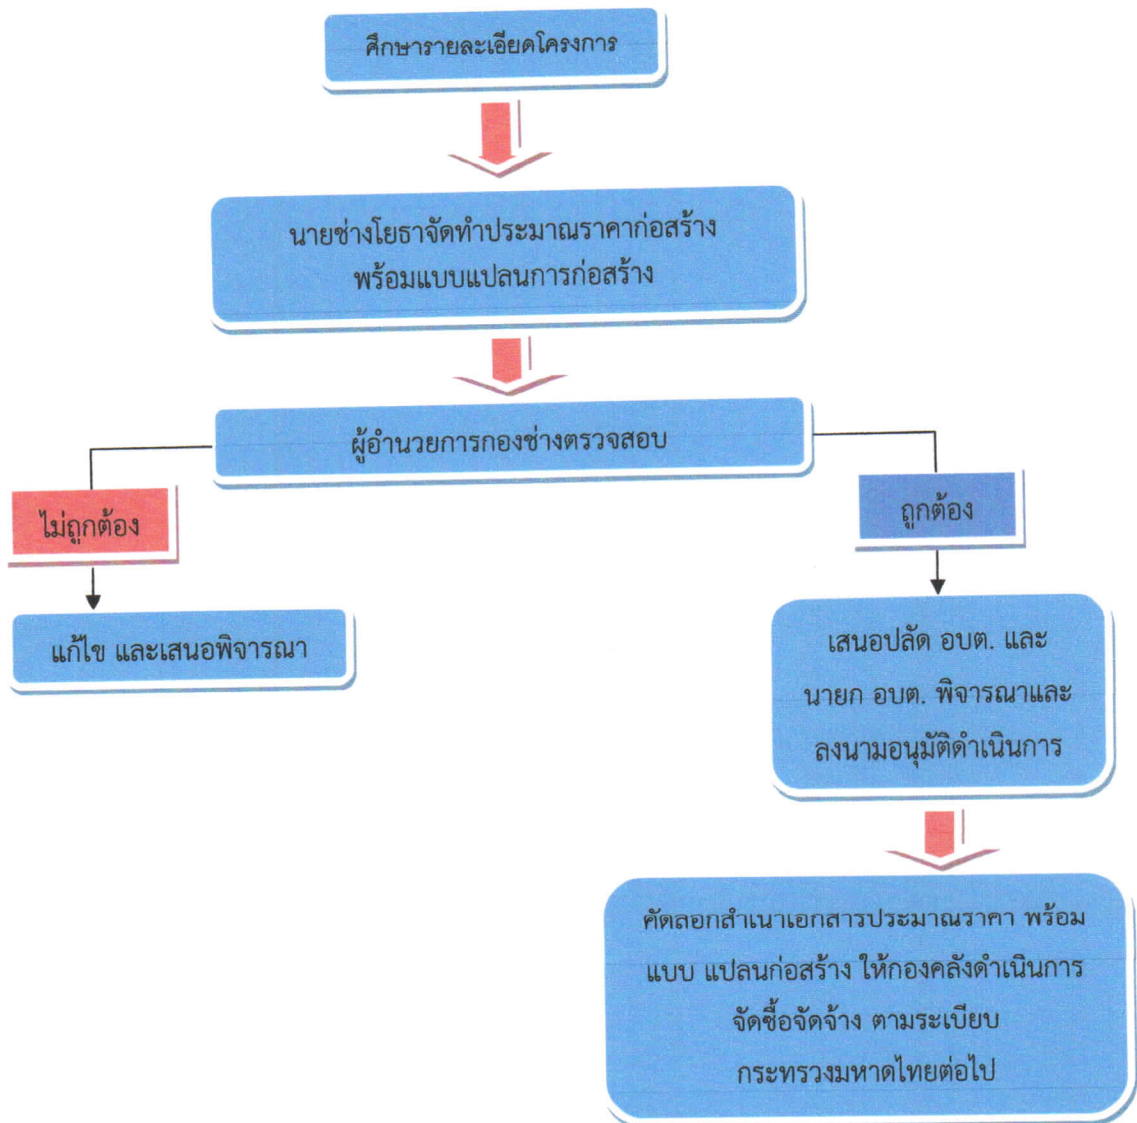 ศึกษารายละเอียดโครงการ
นายช่างโยธาจัดทำประมาณราคาก่อสร้าง
พร้อมแบบแปลนการก่อสร้าง
ผู้อำนวยการกองช่างตรวจสอบ
ไม่ถูกต้อง
ถูกต้อง
แก้ไข และเสนอพิจารณา
เสนอปลัด อบต. และ
นายก อบต. พิจารณาและ
ลงนามอนุมัติดำเนินการ
คัดลอกสำเนาเอกสารประมาณราคา พร้อม
แบบ แปลนก่อสร้าง ให้กองคลังดำเนินการ
จัดซื้อจัดจ้าง ตามระเบียบ
กระทรวงมหาดไทยต่อไป